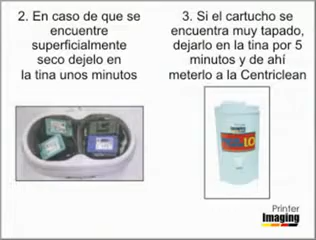 2. En caso de que se
encuentre
superficialmente
seco dejelo en
la tina unos minutos
3. Si el cartucho se
encuentra muy tapado,
dejarlo en la tina por 5
minutos y de ahí
meterlo a la Centriclean
Printer
Imaging